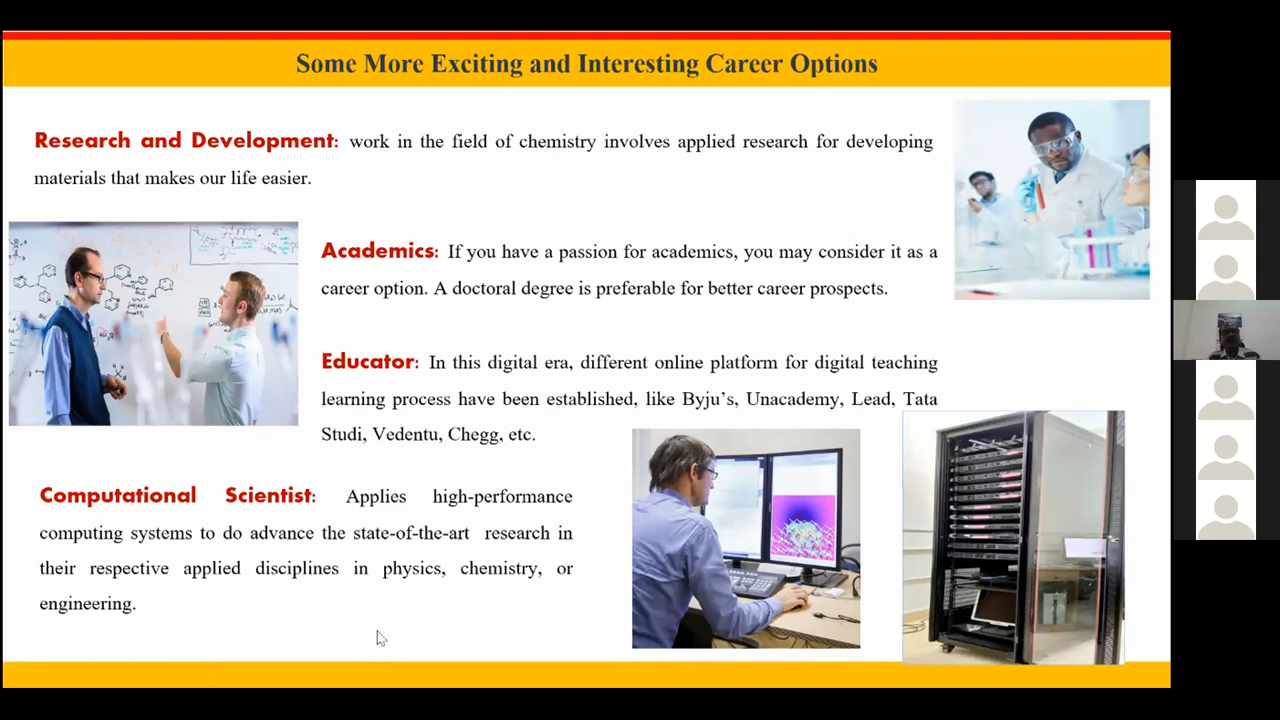 Some More Exciting and Interesting Career Options
Research and Development: work in the field of chemistry involves applied research for developing
materials that makes our life easier.
Academics: If you have a passion for academics, you may consider it as a
career option. A doctoral degree is preferable for better career prospects.
Educator: In this digital era, different online platform for digital teaching
learning process have been established, like Byju's, Unacademy, Lead, Tata
Studi, Vedentu, Chegg, etc.
Computational Scientist: Applies high-performance
computing systems to do advance the state-of-the-art research in
their respective applied disciplines in physics, chemistry, or
engineering.